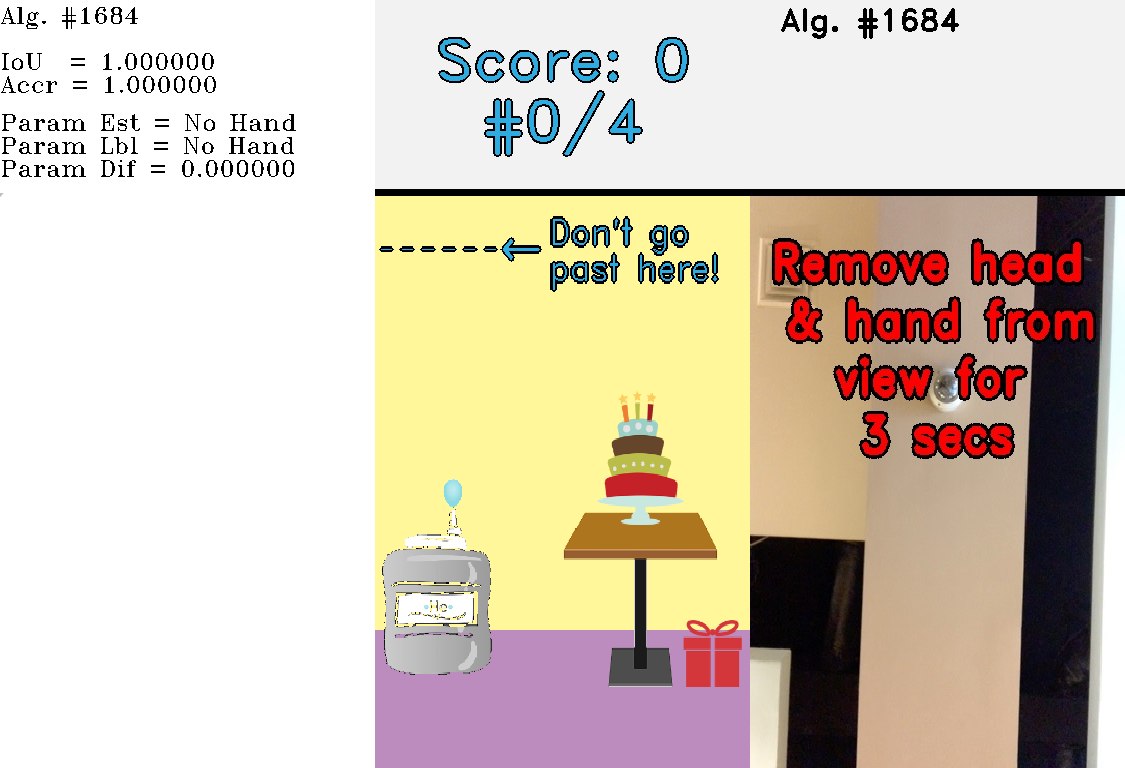 Alg. #1684
IoU = 1.000000
Accr = 1.000000
Param Est = No Hand
Param Lbl = No Hand
Param Dif = 0.000000
Score: 0
#0/4
Alg. #1684
Don't go
past here!
Remove head
& hand from
view for
3 secs